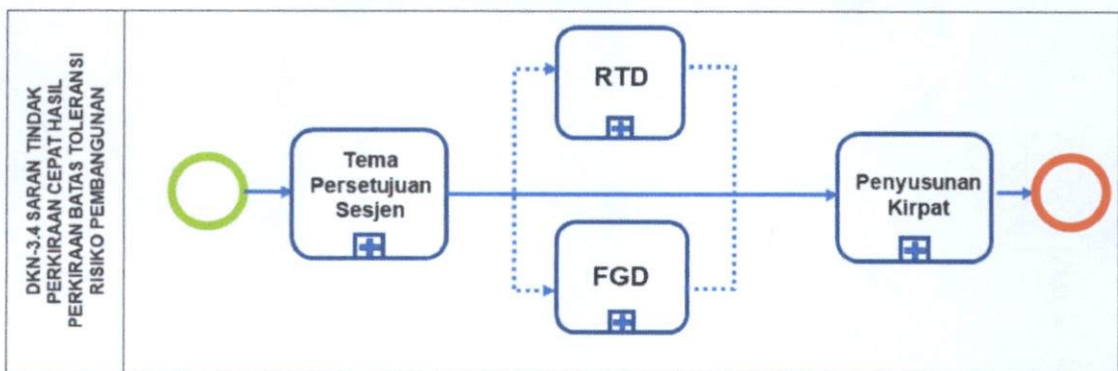 DKN-3.4 SARAN TINDAK
PERKIRAAN CEPAT HASIL
PERKIRAAN BATAS TOLERANSI
RISIKO PEMBANGUNAN
Tema
Persetujuan
Sesjen
RTD
FGD
Penyusunan
Kirpat